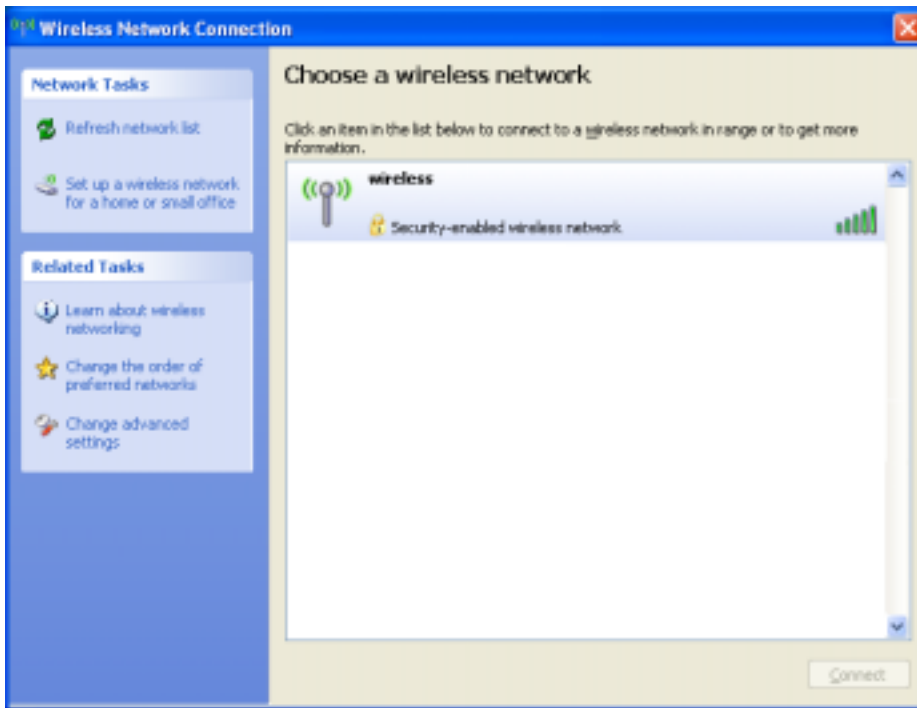 Wireless Network Connection
Network Tasks
Refresh network list
Set up a wireless network
for a home or small office
Related Tasks
Learn about wireless
networking
Change the order of
preferred networks
Change advanced
settings
Choose a wireless network
Click an item in the list below to connect to a wireless network in range or to get more
information.
wireless
Security-enabled wireless network
Connect